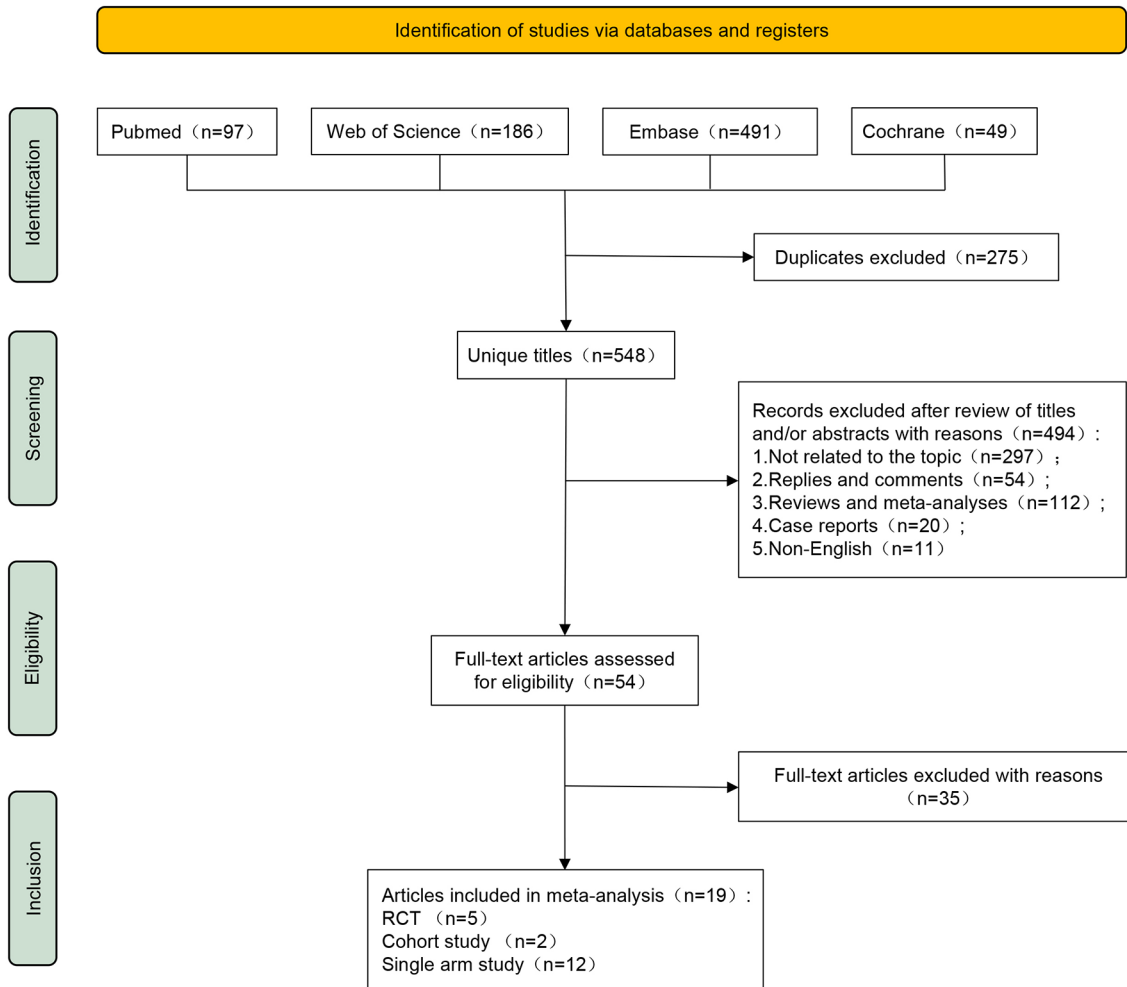 Identification of studies via databases and registers
Identification
Pubmed（n=97）
Web of Science（n=186）
Embase（n=491）
Cochrane（n=49）
Duplicates excluded（n=275）
Screening
Unique titles（n=548）
Records excluded after review of titles
and/or abstracts with reasons（n=494）:
1.Not related to the topic（n=297）;
2.Replies and comments（n=54）;
3.Reviews and meta-analyses（n=112）;
4.Case reports（n=20）;
5.Non-English（n=11）
Eligibility
Full-text articles assessed
for eligibility（n=54）
Full-text articles excluded with reasons
（n=35）
Inclusion
Articles included in meta-analysis（n=19）:
RCT （n=5）
Cohort study （n=2）
Single arm study（n=12）